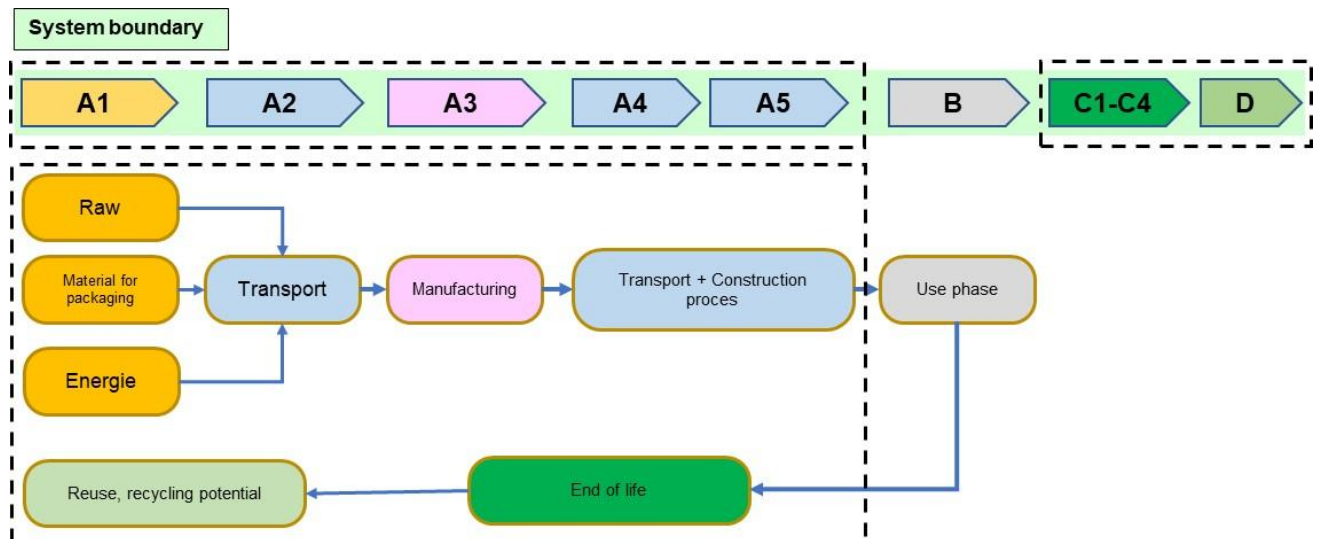 System boundary
A1
A2
A3
A4
A5
B
C1-C4
D
Raw
Material for
packaging
Energie
Transport
Manufacturing
Transport + Construction
proces
Use phase
Reuse, recycling potential
End of life